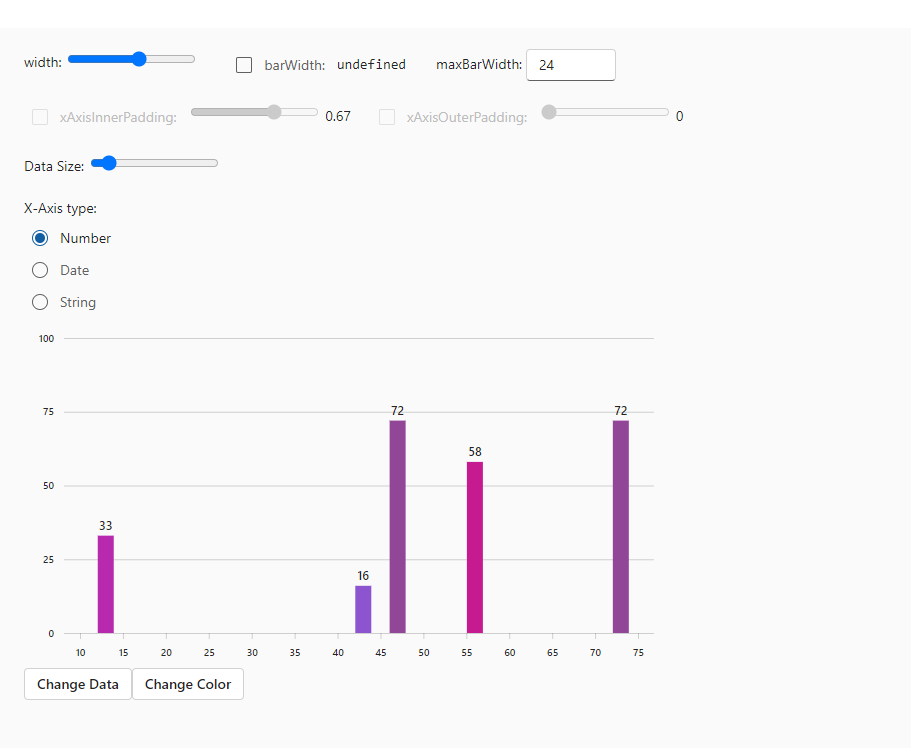 width: barWidth: undefined maxBarWidth: 24
xAxisInnerPadding: 0.67 xAxisOuterPadding: 0
Data Size:
X-Axis type:
Number
Date
String
100
75
50
25
0
72 72
58
33
16
10 15 20 25 30 35 40 45 50 55 60 65 70 75
Change Data Change Color